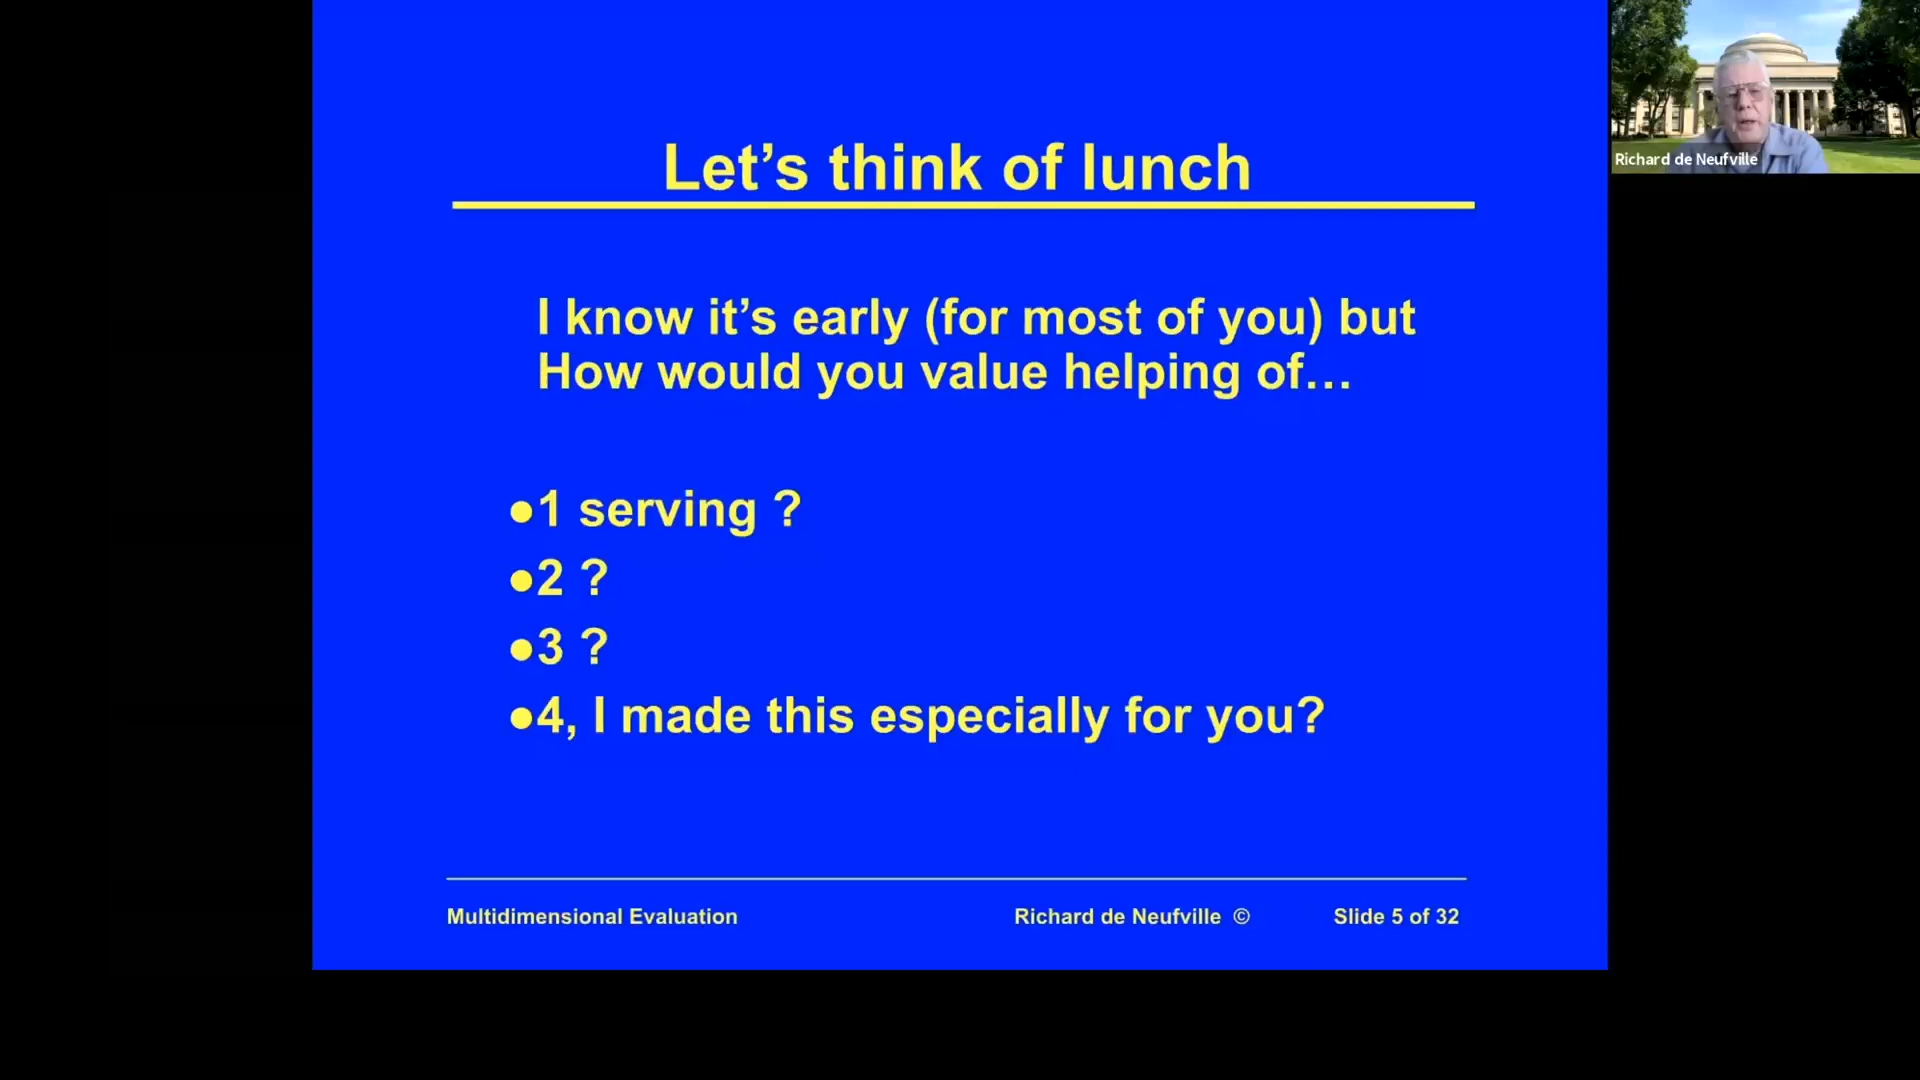 Let’s think of lunch
I know it’s early (for most of you) but
How would you value helping of…
●1 serving ?
●2 ?
●3 ?
●4, I made this especially for you?
Multidimensional Evaluation
Richard de Neufville ©
Slide 5 of 32
Richard de Neufville